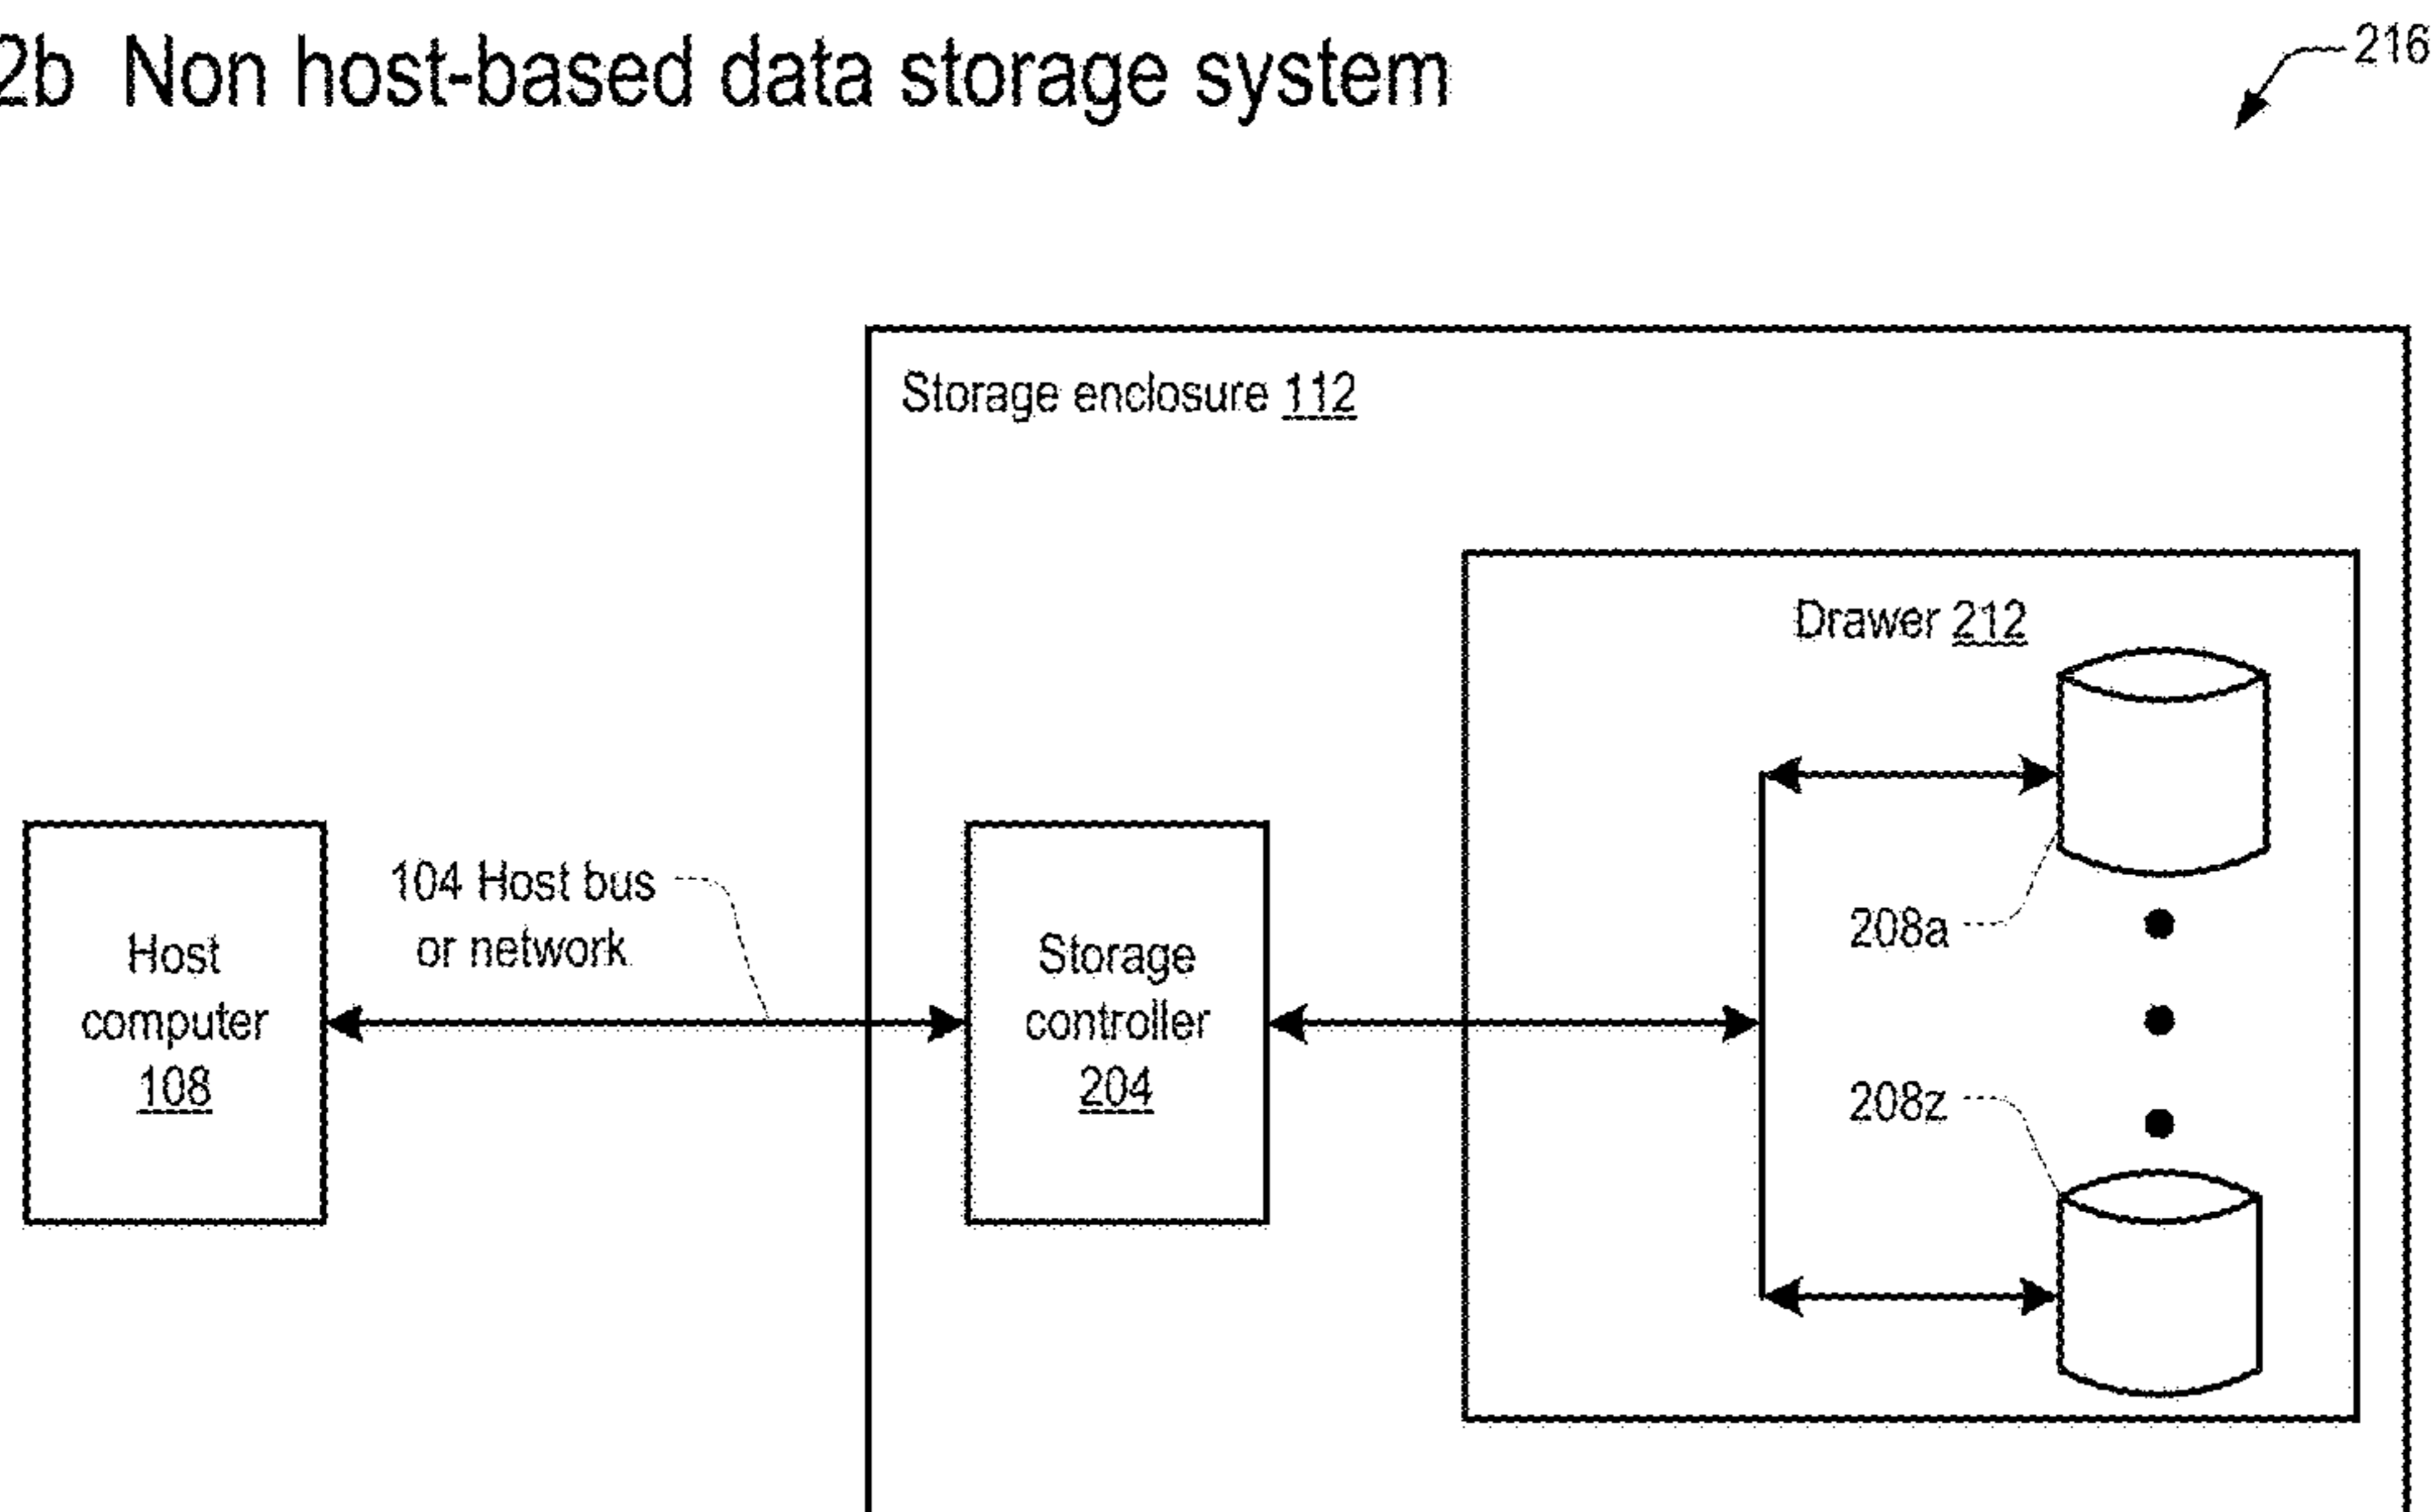 2b Non host-based data storage system
216
Storage enclosure 112
Drawer 212
104 Host bus
or network
Host
computer
108
Storage
controller
204
208a
208z